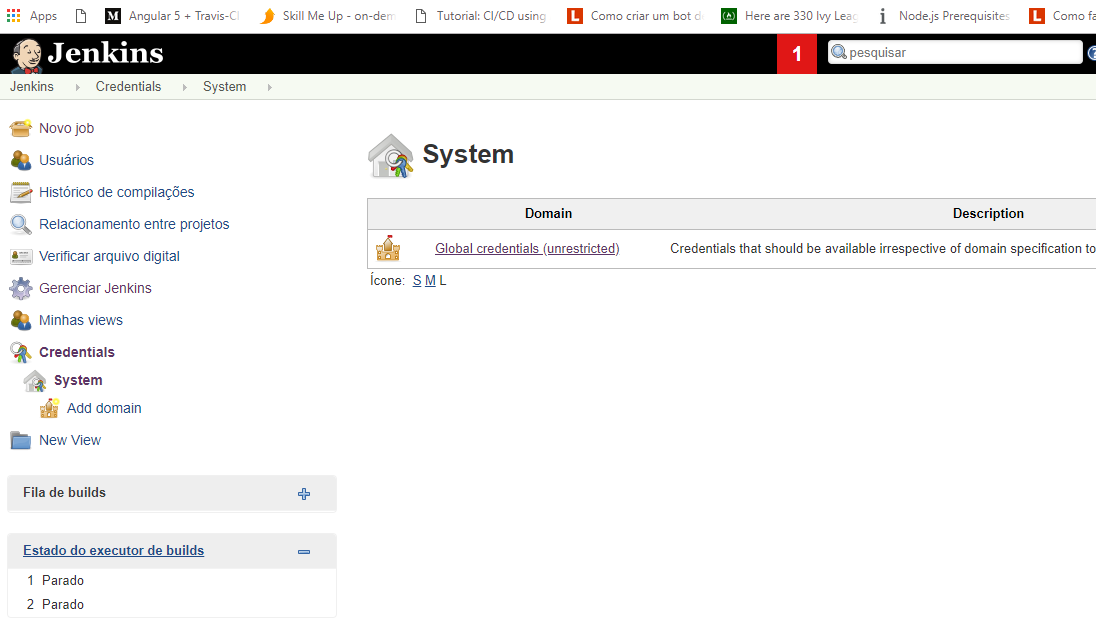 Apps M Angular 5 + Travis-CI Skill Me Up - on-dem Tutorial: CI/CD using L Como criar um bot d Here are 330 Ivy Leag Node.js Prerequisites L Como fa
Jenkins 1 pesquisar
Jenkins Credentials System
Novo job
Usuários
Histórico de compilações
Relacionamento entre projetos
Verificar arquivo digital
Gerenciar Jenkins
Minhas views
Credentials
System
Add domain
New View
Fila de builds
Estado do executor de builds
1 Parado
2 Parado
System
Domain Description
Global credentials (unrestricted) Credentials that should be available irrespective of domain specification to
Ícone: S M L